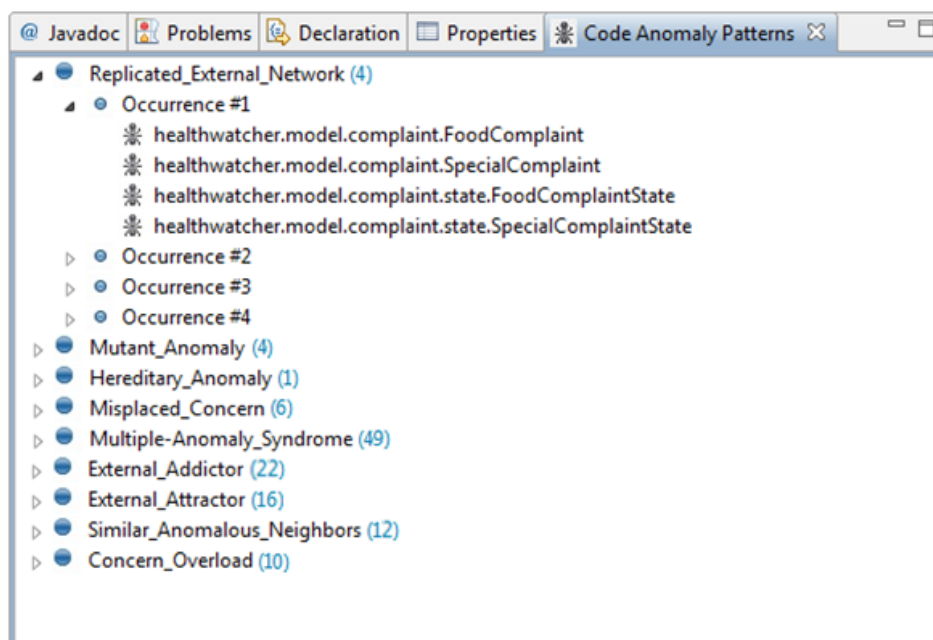 @ Javadoc Problems Declaration Properties Code Anomaly Patterns
Replicated_External_Network (4)
Occurrence #1
healthwatcher.model.complaint.FoodComplaint
healthwatcher.model.complaint.SpecialComplaint
healthwatcher.model.complaint.state.FoodComplaintState
healthwatcher.model.complaint.state.SpecialComplaintState
Occurrence #2
Occurrence #3
Occurrence #4
Mutant_Anomaly (4)
Hereditary_Anomaly (1)
Misplaced_Concern (6)
Multiple-Anomaly_Syndrome (49)
External_Addictor (22)
External_Attractor (16)
Similar_Anomalous_Neighbors (12)
Concern_Overload (10)